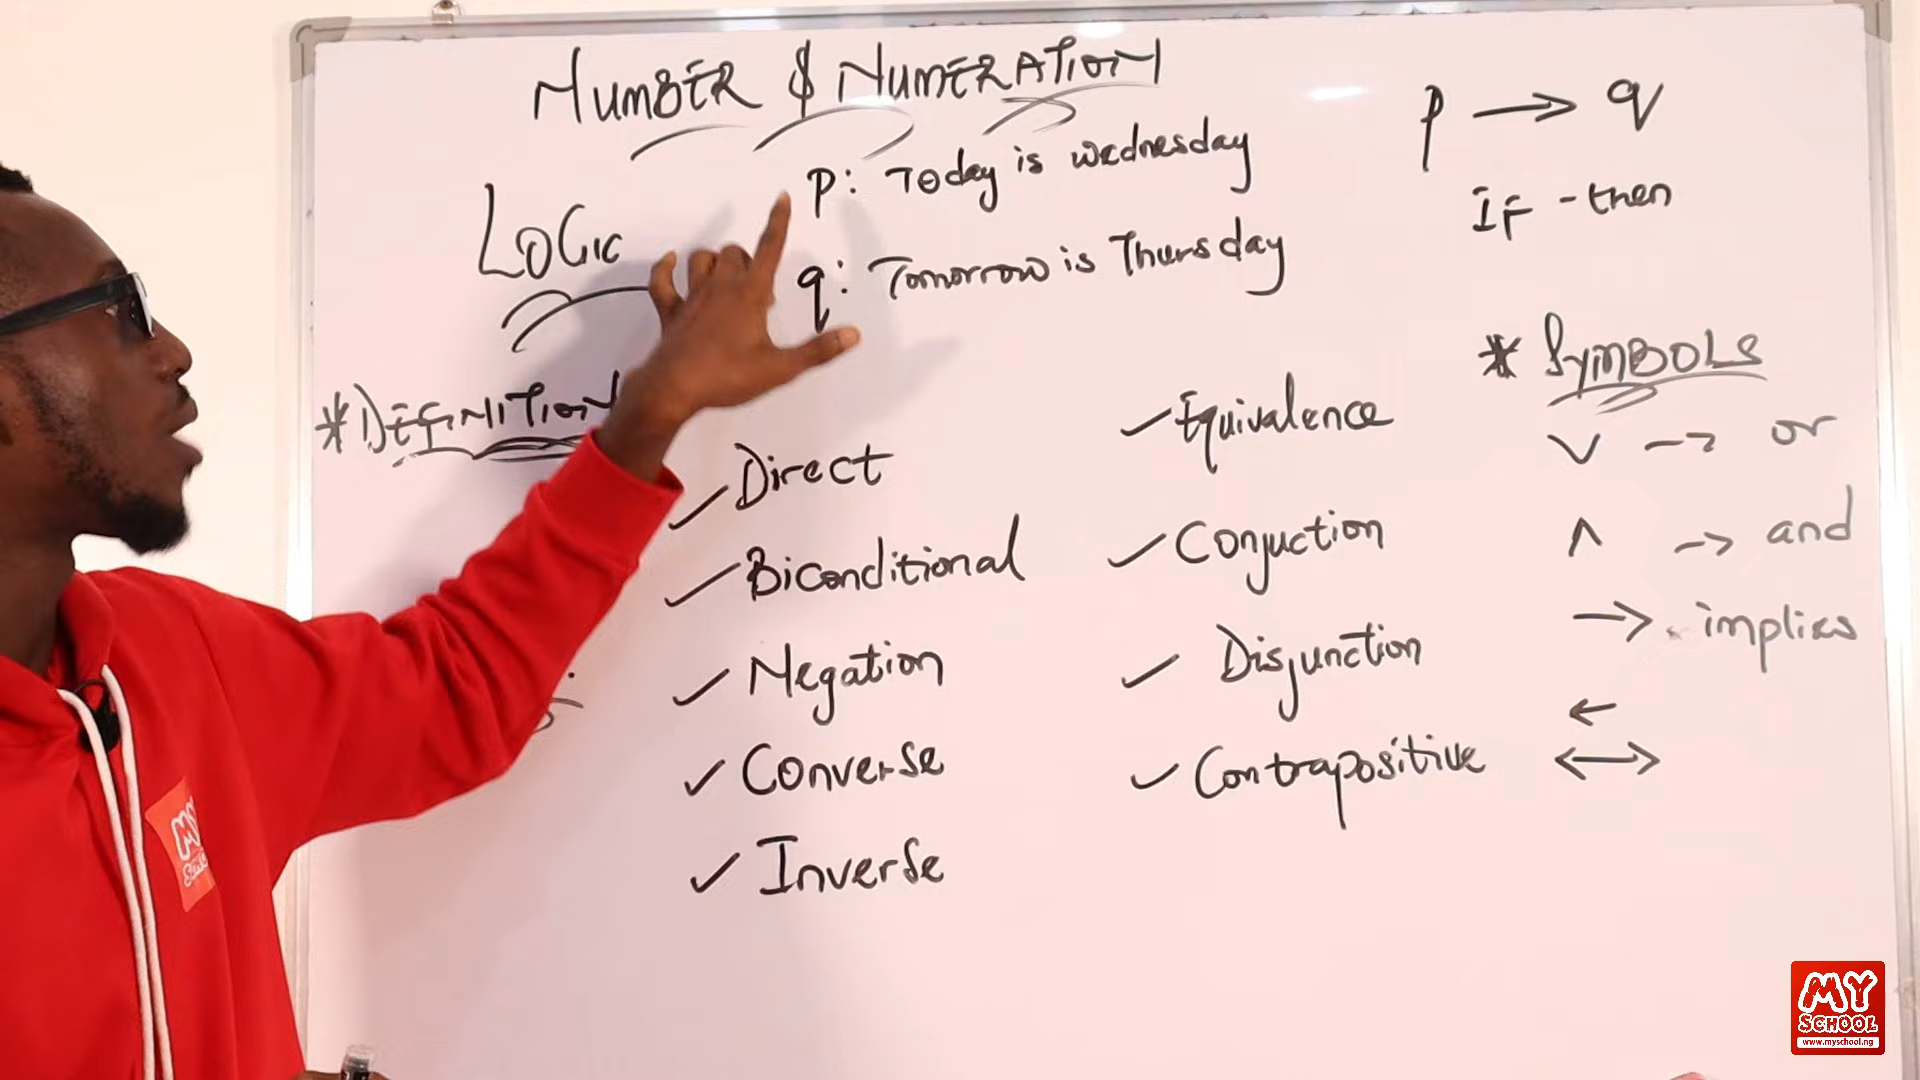 NUMBER & NUMERATION
LOGIC
p: Today is Wednesday
q: Tomorrow is Thursday
p → q
IF - then
* DEFINITION
✓ Direct
✓ Biconditional
✓ Negation
✓ Converse
✓ Inverse
✓ Equivalence
✓ Conjuction
✓ Disjunction
✓ Contrapositive
* SYMBOLS
∨ → or
∧ → and
→ implies
←
↔
MY
SCHOOL
www.myschool.ng
MY